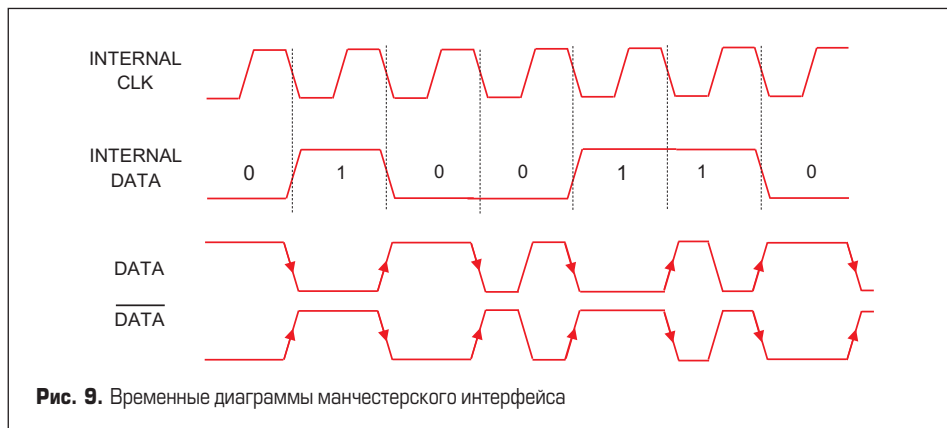 INTERNAL
CLK
INTERNAL
DATA
0 1 0 0 1 1 0
DATA
DATA
Рис. 9. Временные диаграммы манчестерского интерфейса